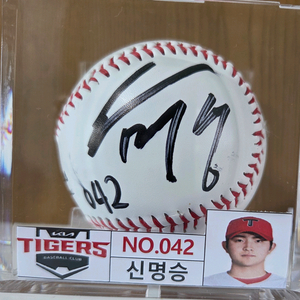 042
KIA
TIGERS
BASEBALL CLUB
NO.042
신명승